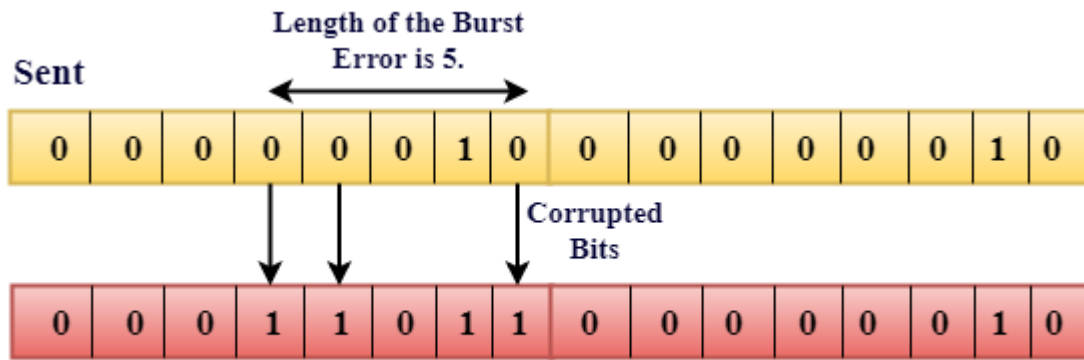 Length of the Burst
Error is 5.
Sent
0 0 0 0 0 0 1 0 0 0 0 0 0 0 1 0
Corrupted
Bits
0 0 0 1 1 0 1 1 0 0 0 0 0 0 1 0